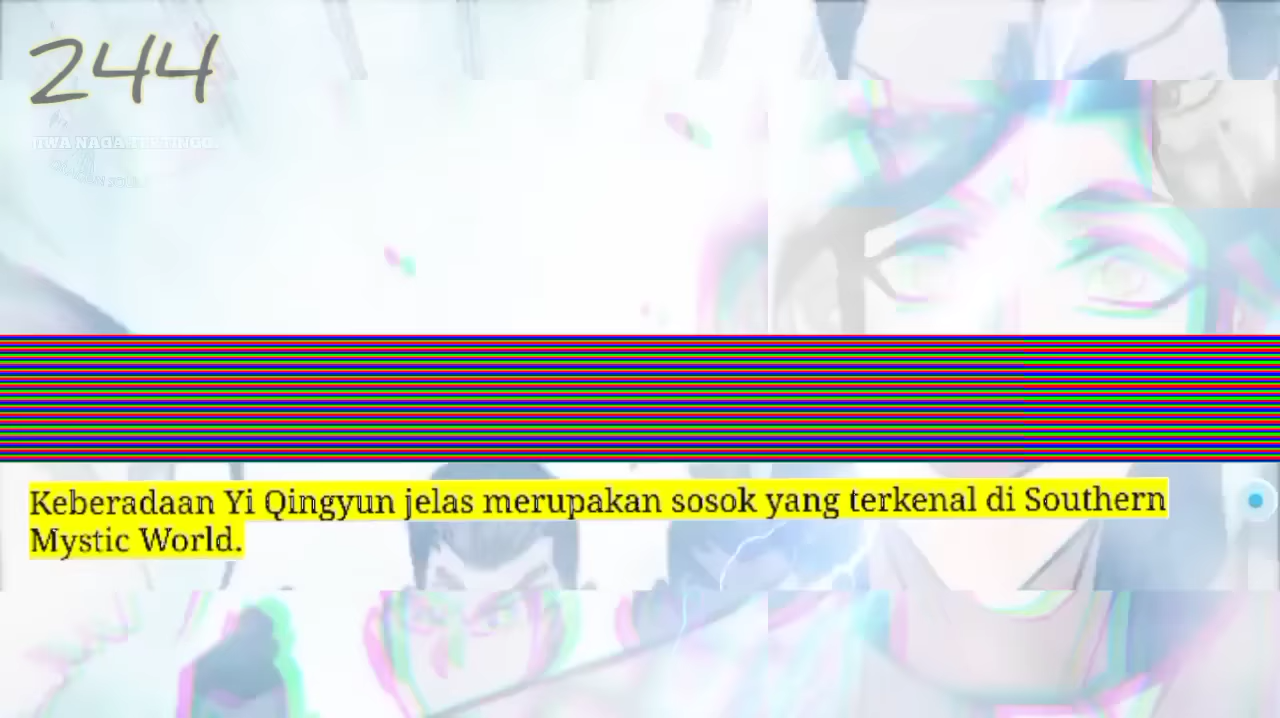 244
Keberadaan Yi Qingyun jelas merupakan sosok yang terkenal di Southern
Mystic World.